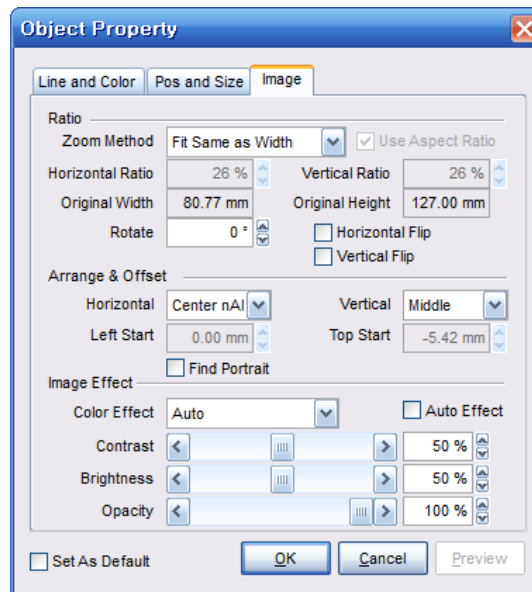 Object Property
Line and Color Pos and Size Image
Ratio
Zoom Method Fit Same as Width Use Aspect Ratio
Horizontal Ratio 26 % Vertical Ratio 26 %
Original Width 80.77 mm Original Height 127.00 mm
Rotate 0 ° Horizontal Flip
Vertical Flip
Arrange & Offset
Horizontal Center nAl Vertical Middle
Left Start 0.00 mm Top Start -5.42 mm
Find Portrait
Image Effect
Color Effect Auto Auto Effect
Contrast 50 %
Brightness 50 %
Opacity 100 %
Set As Default OK Cancel Preview